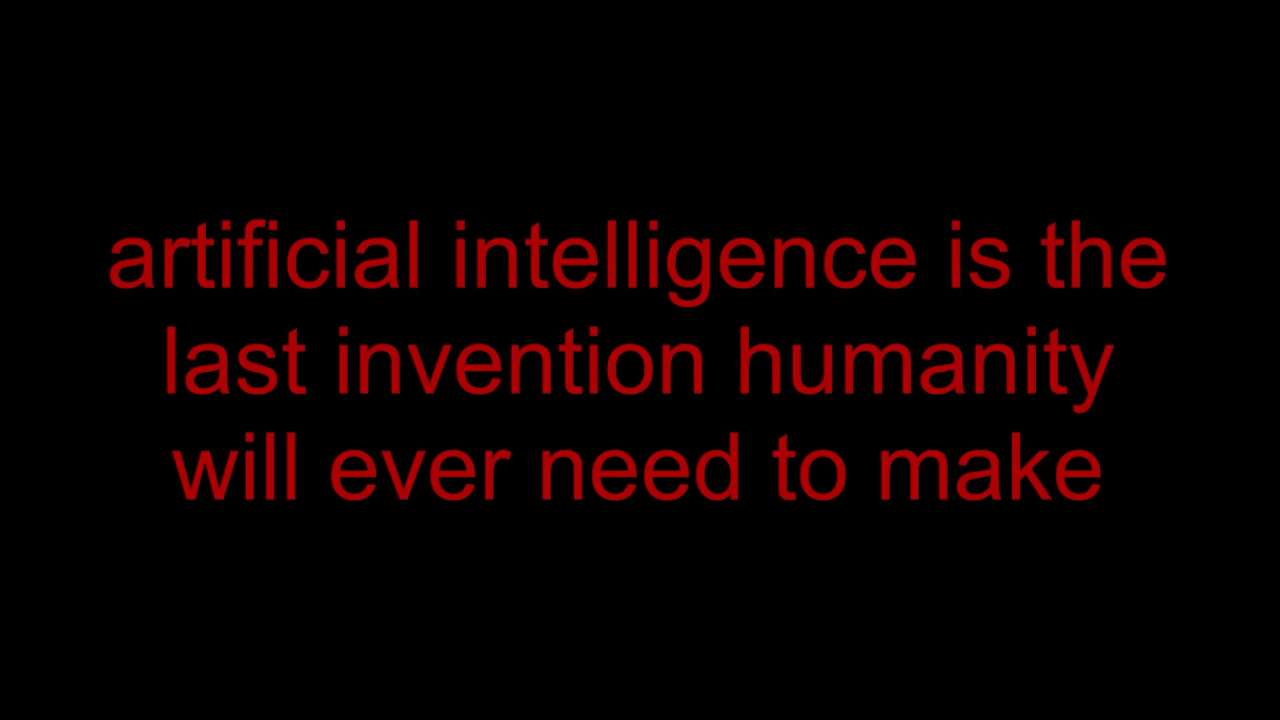 artificial intelligence is the
last invention humanity
will ever need to make